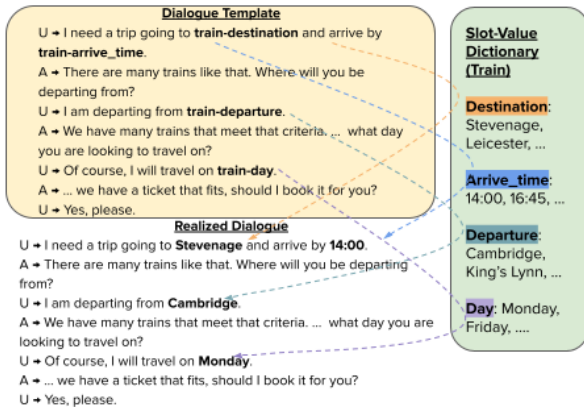 Dialogue Template
U → I need a trip going to train-destination and arrive by
train-arrive_time.
A → There are many trains like that. Where will you be
departing from?
U → I am departing from train-departure.
A → We have many trains that meet that criteria. ... what day
you are looking to travel on?
U → Of course, I will travel on train-day.
A → ... we have a ticket that fits, should I book it for you?
U → Yes, please.
Realized Dialogue
U → I need a trip going to Stevenage and arrive by 14:00.
A → There are many trains like that. Where will you be departing
from?
U → I am departing from Cambridge.
A → We have many trains that meet that criteria. ... what day you are
looking to travel on?
U → Of course, I will travel on Monday.
A → ... we have a ticket that fits, should I book it for you?
U → Yes, please.
Slot-Value
Dictionary
(Train)
Destination:
Stevenage,
Leicester, ...
Arrive_time:
14:00, 16:45, ...
Departure:
Cambridge,
King's Lynn, ...
Day: Monday,
Friday, ....